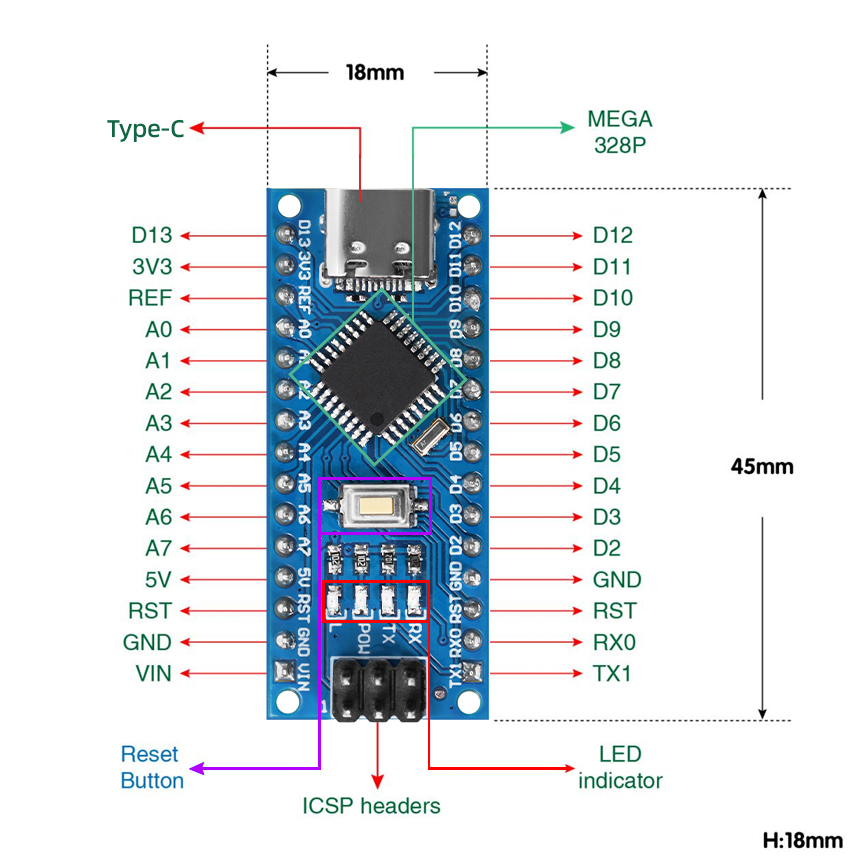 18mm
Type-C
MEGA
328P
D13
3V3
REF
A0
A1
A2
A3
A4
A5
A6
A7
5V
RST
GND
VIN
D13
3V3
REF
A0
A2
A3
A4
A5
A6
A7
5V
RST
GND
VIN
D12
D11
D10
D9
D8
D7
D6
D5
D4
D3
D2
GND
RST
RX0
TX1
D12
D11
D10
D9
D8
D7
D6
D5
D4
D3
D2
GND
RST
RX0
TX1
L
POW
TX
RX
1
45mm
Reset
Button
ICSP headers
LED
indicator
H:18mm